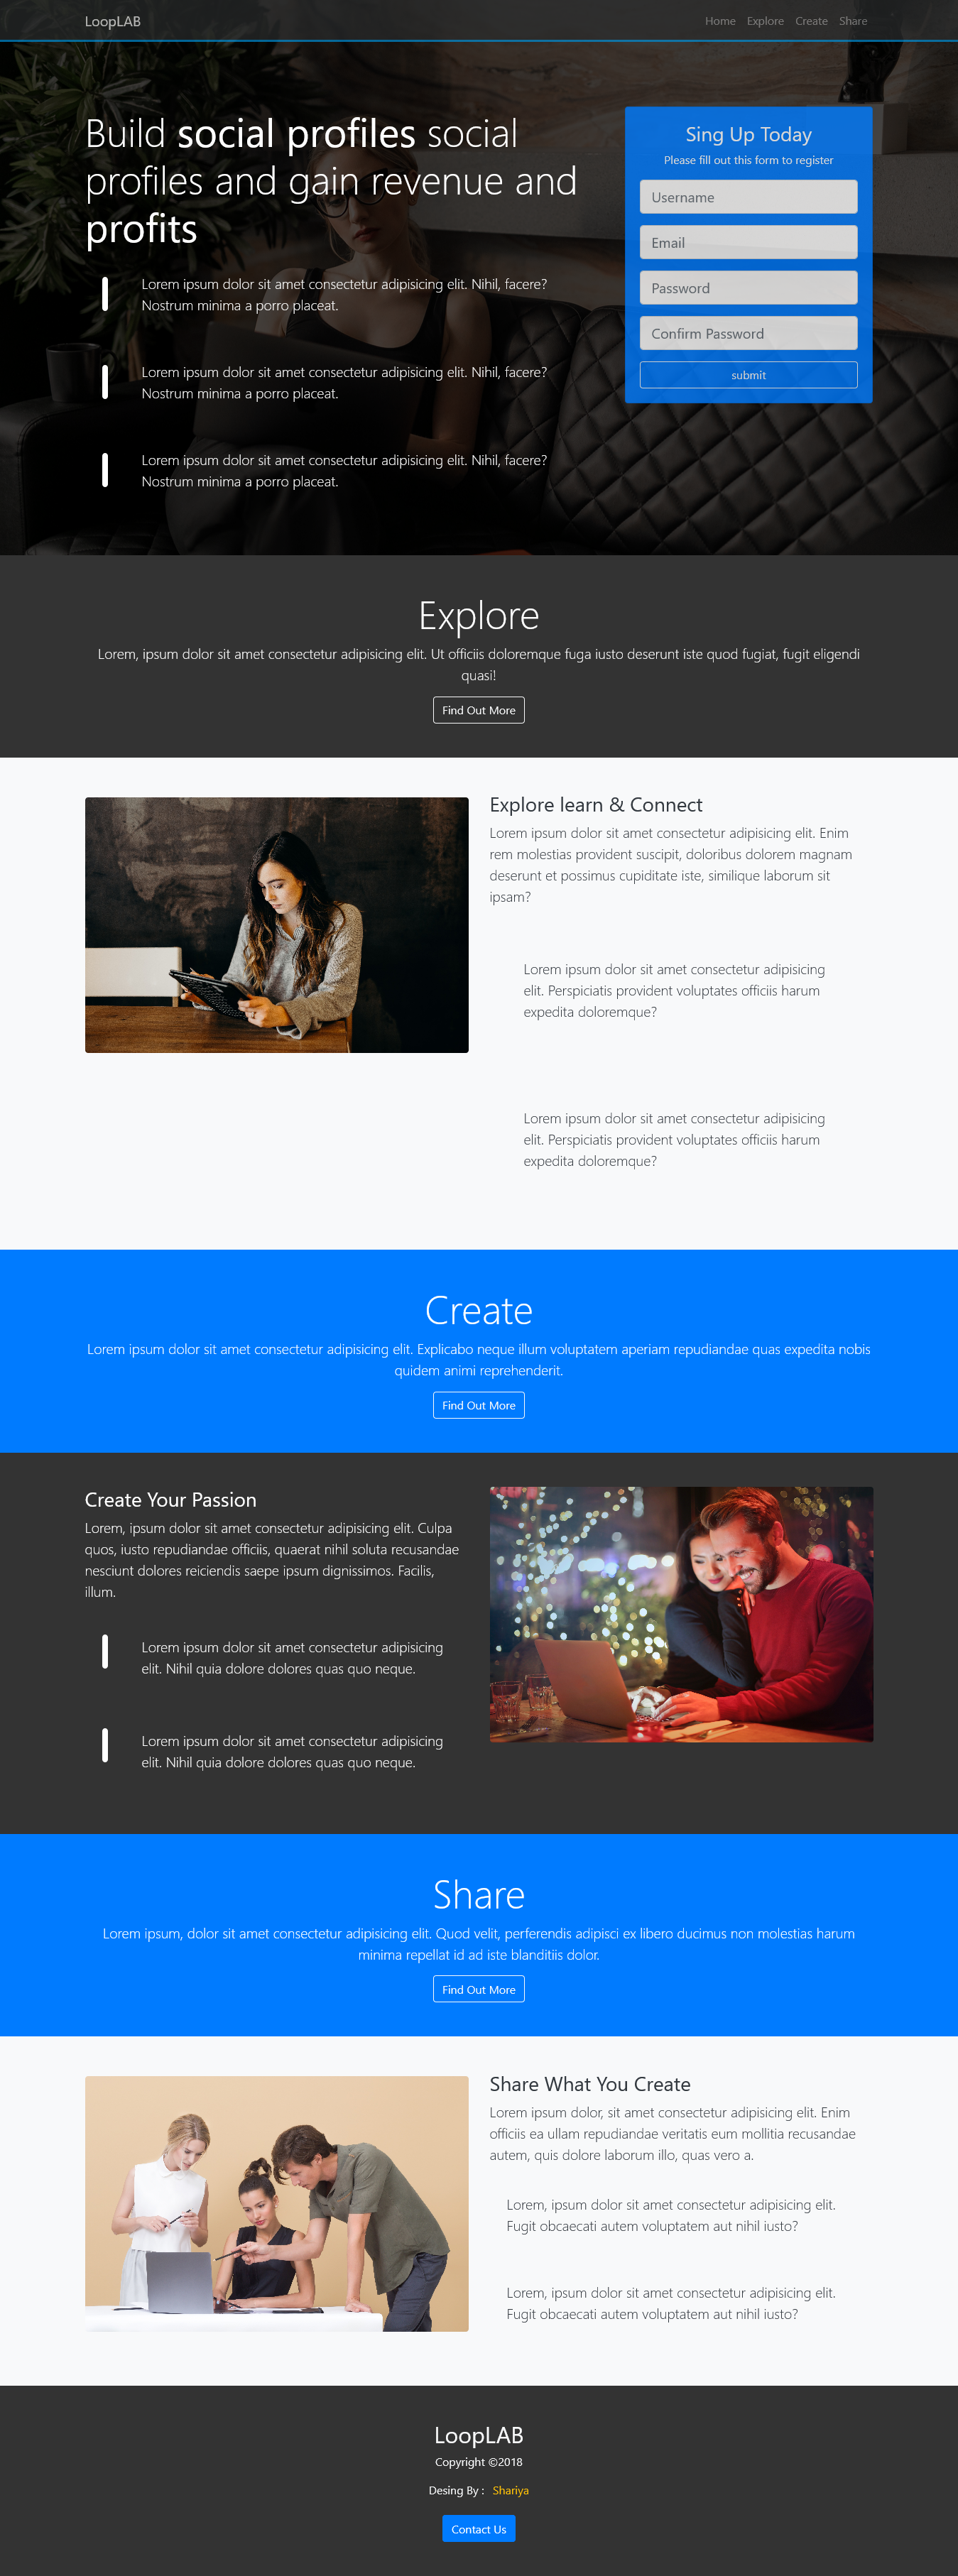 LoopLAB
Home Explore Create Share
Build social profiles social
profiles and gain revenue and
profits
Lorem ipsum dolor sit amet consectetur adipisicing elit. Nihil, facere?
Nostrum minima a porro placeat.
Lorem ipsum dolor sit amet consectetur adipisicing elit. Nihil, facere?
Nostrum minima a porro placeat.
Lorem ipsum dolor sit amet consectetur adipisicing elit. Nihil, facere?
Nostrum minima a porro placeat.
Sing Up Today
Please fill out this form to register
Username
Email
Password
Confirm Password
submit
Explore
Lorem, ipsum dolor sit amet consectetur adipisicing elit. Ut officiis doloremque fuga iusto deserunt iste quod fugiat, fugit eligendi
quasi!
Find Out More
Explore learn & Connect
Lorem ipsum dolor sit amet consectetur adipisicing elit. Enim
rem molestias provident suscipit, doloribus dolorem magnam
deserunt et possimus cupiditate iste, similique laborum sit
ipsam?
Lorem ipsum dolor sit amet consectetur adipisicing
elit. Perspiciatis provident voluptates officiis harum
expedita doloremque?
Lorem ipsum dolor sit amet consectetur adipisicing
elit. Perspiciatis provident voluptates officiis harum
expedita doloremque?
Create
Lorem ipsum dolor sit amet consectetur adipisicing elit. Explicabo neque illum voluptatem aperiam repudiandae quas expedita nobis
quidem animi reprehenderit.
Find Out More
Create Your Passion
Lorem, ipsum dolor sit amet consectetur adipisicing elit. Culpa
quos, iusto repudiandae officiis, quaerat nihil soluta recusandae
nesciunt dolores reiciendis saepe ipsum dignissimos. Facilis,
illum.
Lorem ipsum dolor sit amet consectetur adipisicing
elit. Nihil quia dolore dolores quas quo neque.
Lorem ipsum dolor sit amet consectetur adipisicing
elit. Nihil quia dolore dolores quas quo neque.
Share
Lorem ipsum, dolor sit amet consectetur adipisicing elit. Quod velit, perferendis adipisci ex libero ducimus non molestias harum
minima repellat id ad iste blanditiis dolor.
Find Out More
Share What You Create
Lorem ipsum dolor, sit amet consectetur adipisicing elit. Enim
officiis ea ullam repudiandae veritatis eum mollitia recusandae
autem, quis dolore laborum illo, quas vero a.
Lorem, ipsum dolor sit amet consectetur adipisicing elit.
Fugit obcaecati autem voluptatem aut nihil iusto?
Lorem, ipsum dolor sit amet consectetur adipisicing elit.
Fugit obcaecati autem voluptatem aut nihil iusto?
LoopLAB
Copyright ©2018
Desing By : Shariya
Contact Us